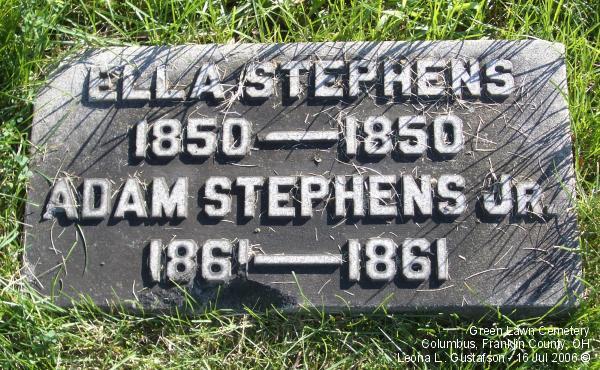 ELLA STEPHENS
1850 — 1850
ADAM STEPHENS JR.
1861 — 1861
Green Lawn Cemetery
Columbus, Franklin County, OH
Leona L. Gustafson - 16 Jul 2006 ©